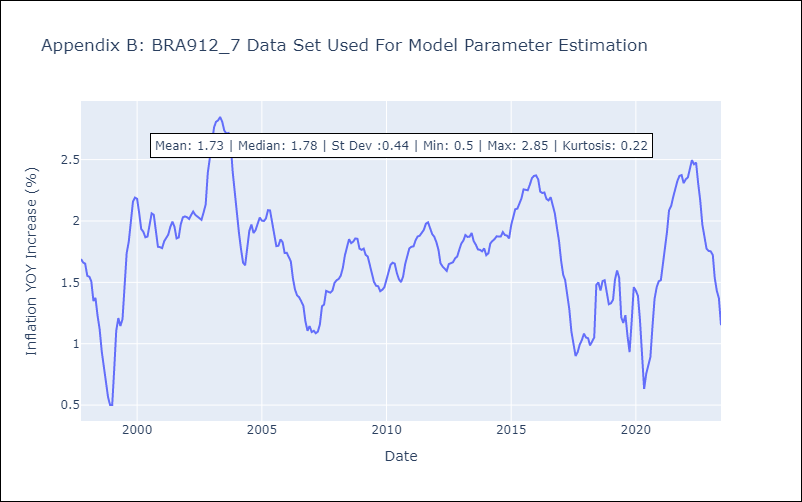 Appendix B: BRA912_7 Data Set Used For Model Parameter Estimation
Mean: 1.73 | Median: 1.78 | St Dev :0.44 | Min: 0.5 | Max: 2.85 | Kurtosis: 0.22
Inflation YOY Increase (%)
2.5
2
1.5
1
0.5
2000
2005
2010
2015
2020
Date